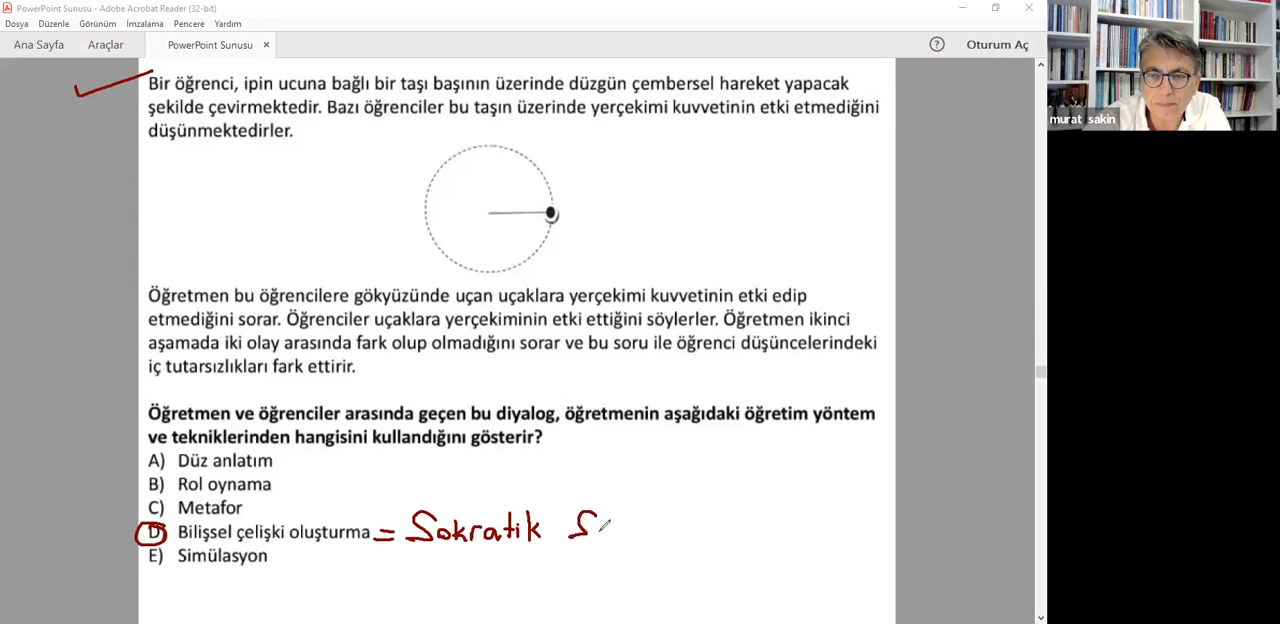 PowerPoint Sunusu - Adobe Acrobat Reader (32-bit)
Dosya Düzenle Görünüm İmzalama Pencere Yardım
Ana Sayfa Araçlar PowerPoint Sunusu × ? Oturum Aç
Bir öğrenci, ipin ucuna bağlı bir taşı başının üzerinde düzgün çembersel hareket yapacak
şekilde çevirmektedir. Bazı öğrenciler bu taşın üzerinde yerçekimi kuvvetinin etki etmediğini
düşünmektedirler.
murat sakin
Öğretmen bu öğrencilere gökyüzünde uçan uçaklara yerçekimi kuvvetinin etki edip
etmediğini sorar. Öğrenciler uçaklara yerçekiminin etki ettiğini söylerler. Öğretmen ikinci
aşamada iki olay arasında fark olup olmadığını sorar ve bu soru ile öğrenci düşüncelerindeki
iç tutarsızlıkları fark ettirir.
Öğretmen ve öğrenciler arasında geçen bu diyalog, öğretmenin aşağıdaki öğretim yöntem
ve tekniklerinden hangisini kullandığını gösterir?
A) Düz anlatım
B) Rol oynama
C) Metafor
D) Bilişsel çelişki oluşturma = Sokratik S
E) Simülasyon